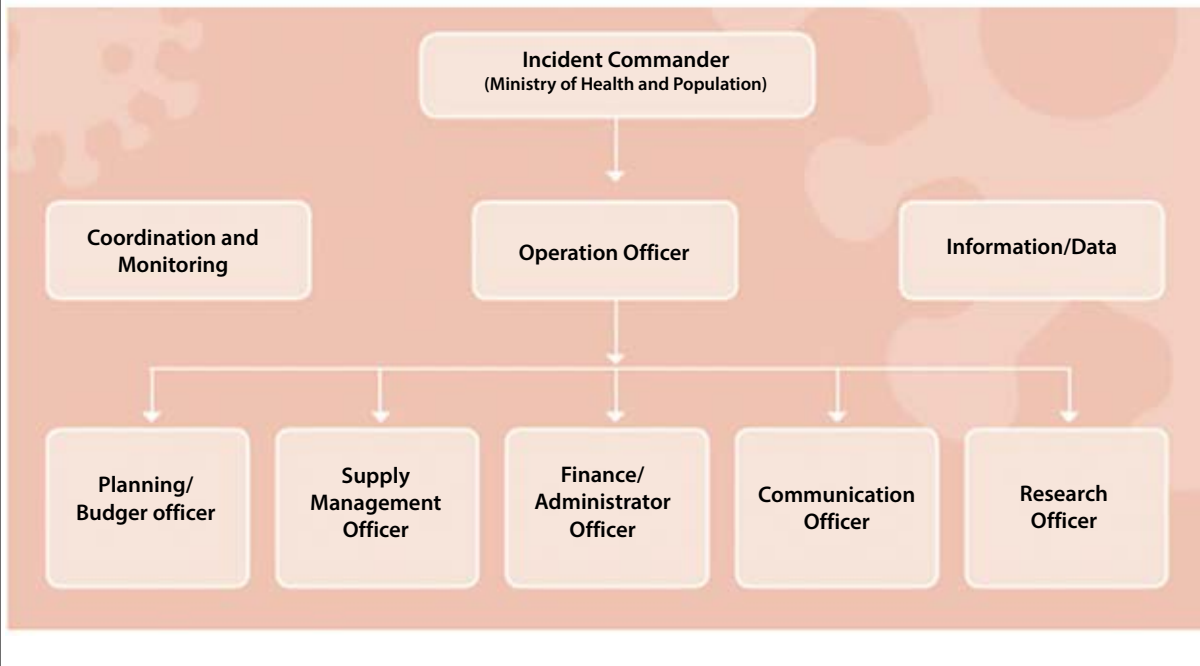 Incident Commander
(Ministry of Health and Population)
Coordination and
Monitoring
Operation Officer
Information/Data
Planning/
Budger officer
Supply
Management
Officer
Finance/
Administrator
Officer
Communication
Officer
Research
Officer